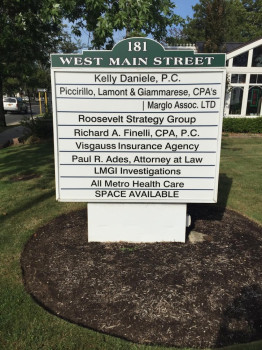 181
WEST MAIN STREET
Kelly Daniele, P.C.
Piccirillo, Lamont & Giammarese, CPA's
| Margio Assoc. LTD
Roosevelt Strategy Group
Richard A. Finelli, CPA, P.C.
Visgauss Insurance Agency
Paul R. Ades, Attorney at Law
LMGI Investigations
All Metro Health Care
SPACE AVAILABLE